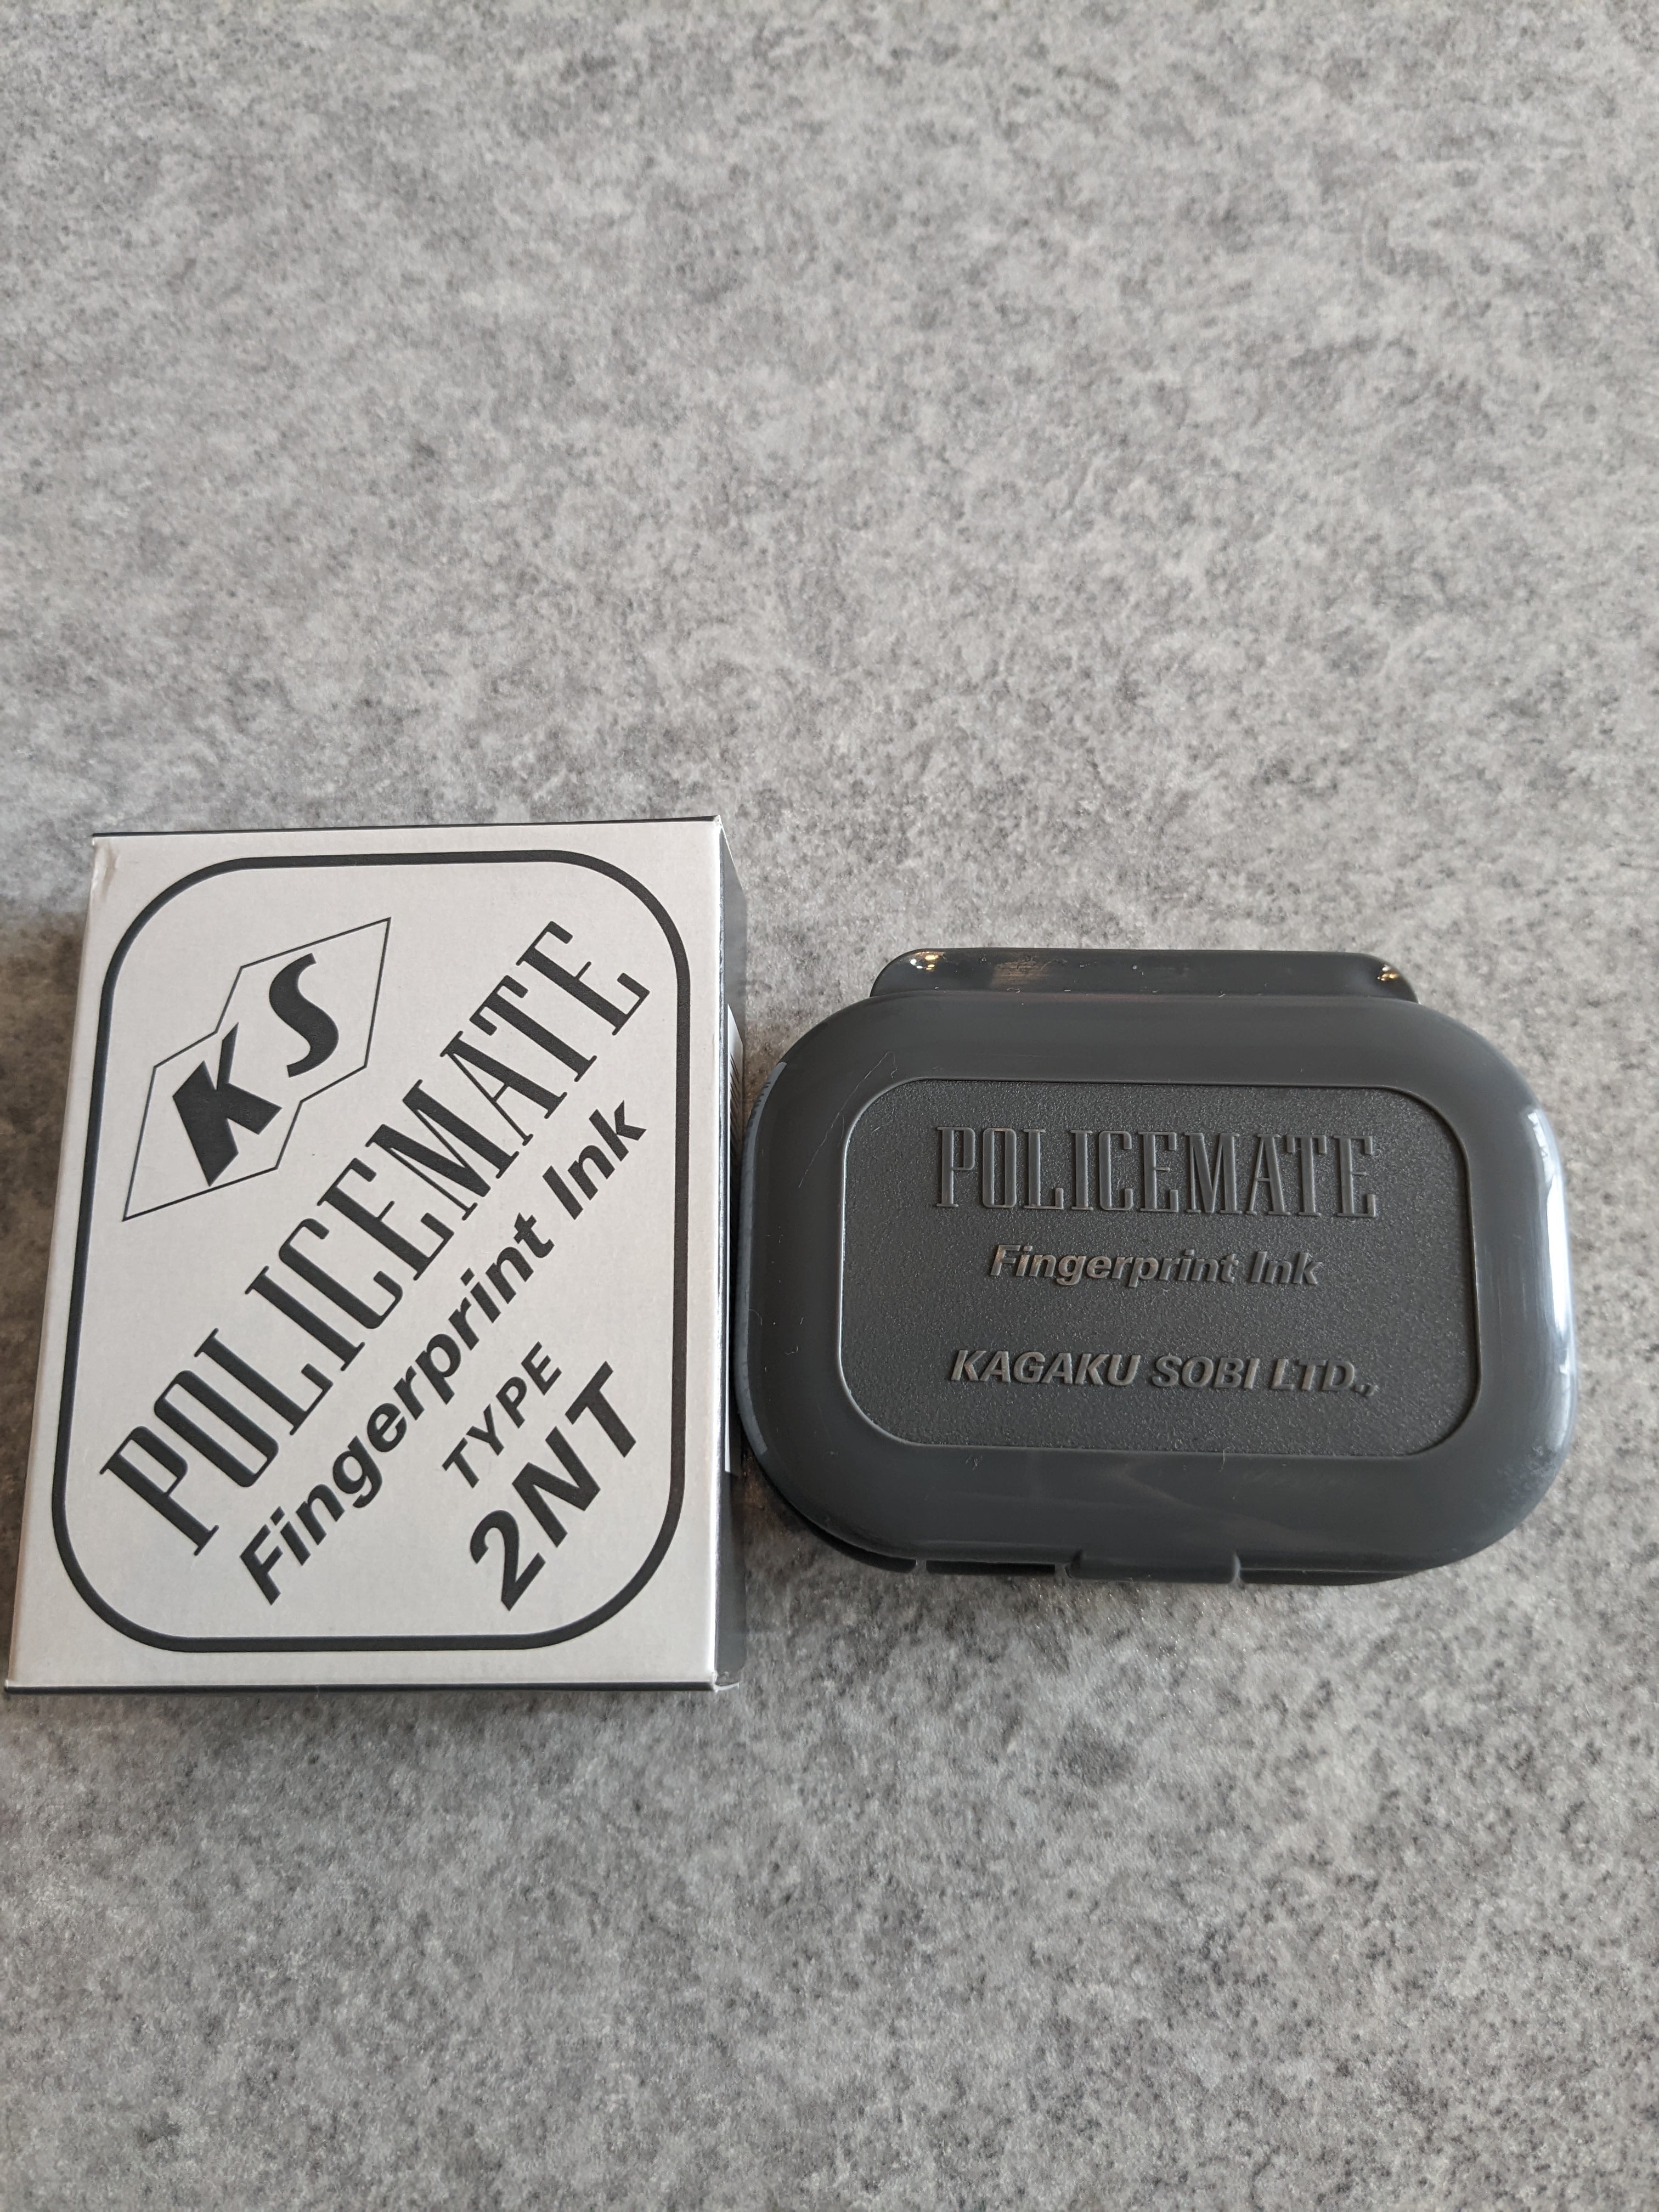 KS
POLICEMATE
Fingerprint Ink
TYPE
2NT
POLICEMATE
Fingerprint Ink
KAGAKU SOBI LTD.,